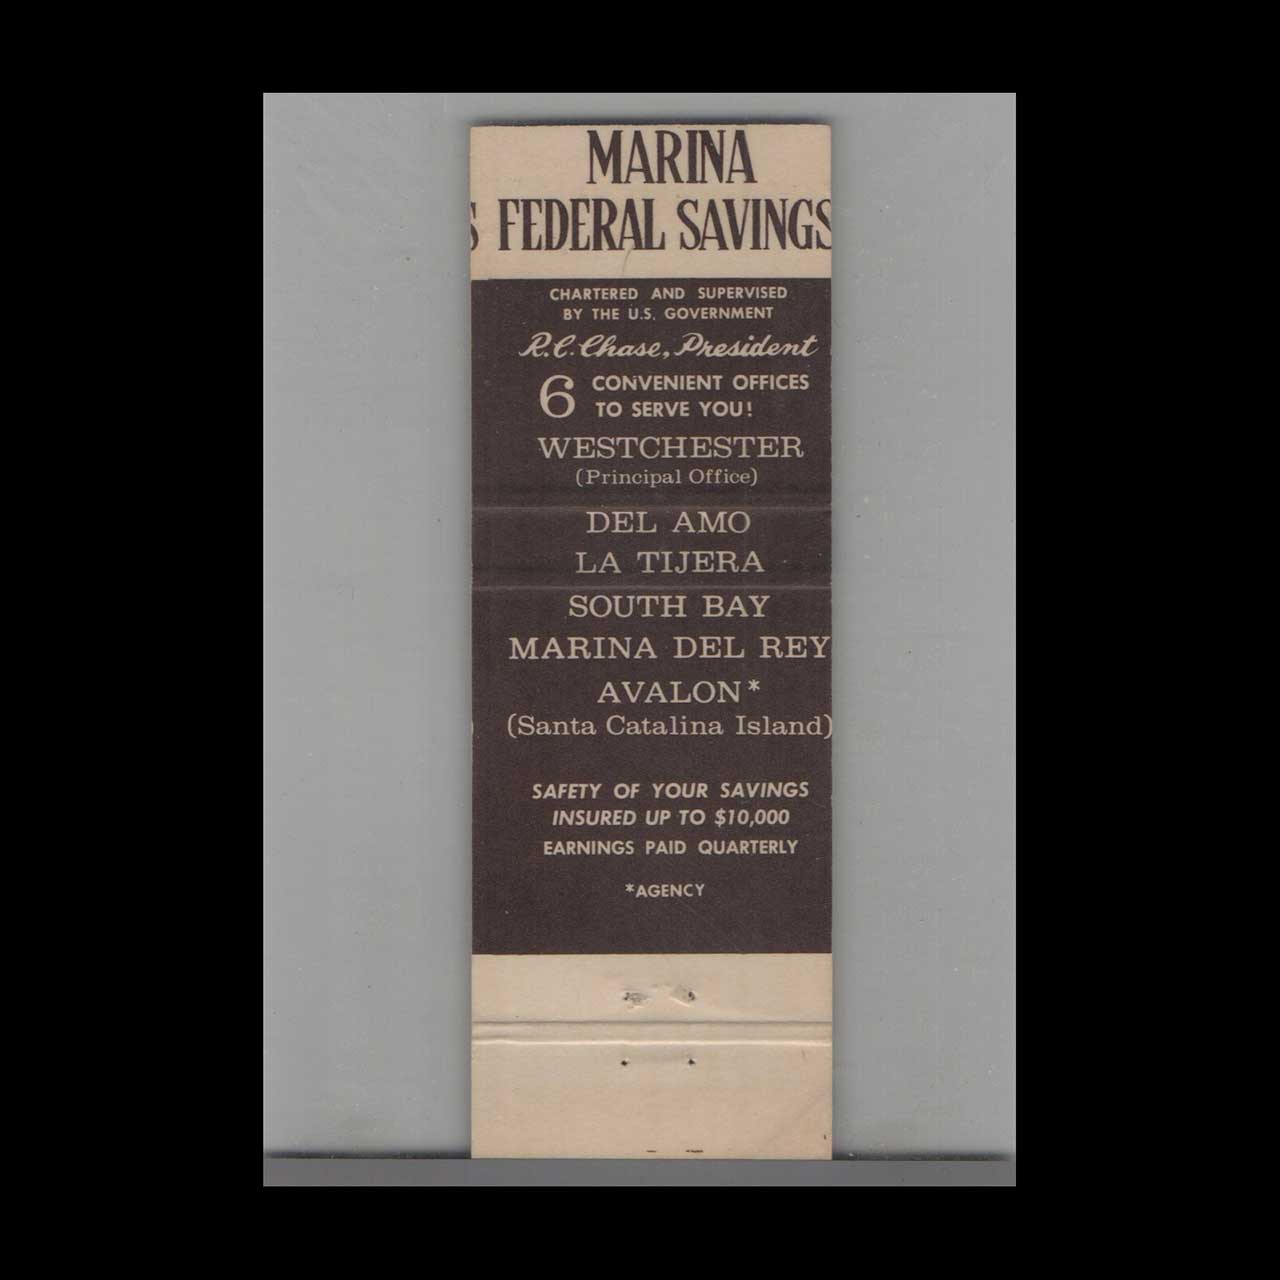 MARINA
S FEDERAL SAVINGS
CHARTERED AND SUPERVISED
BY THE U.S. GOVERNMENT
R.C. Chase, President
6 CONVENIENT OFFICES
TO SERVE YOU!
WESTCHESTER
(Principal Office)
DEL AMO
LA TIJERA
SOUTH BAY
MARINA DEL REY
AVALON*
) (Santa Catalina Island)
SAFETY OF YOUR SAVINGS
INSURED UP TO $10,000
EARNINGS PAID QUARTERLY
*AGENCY